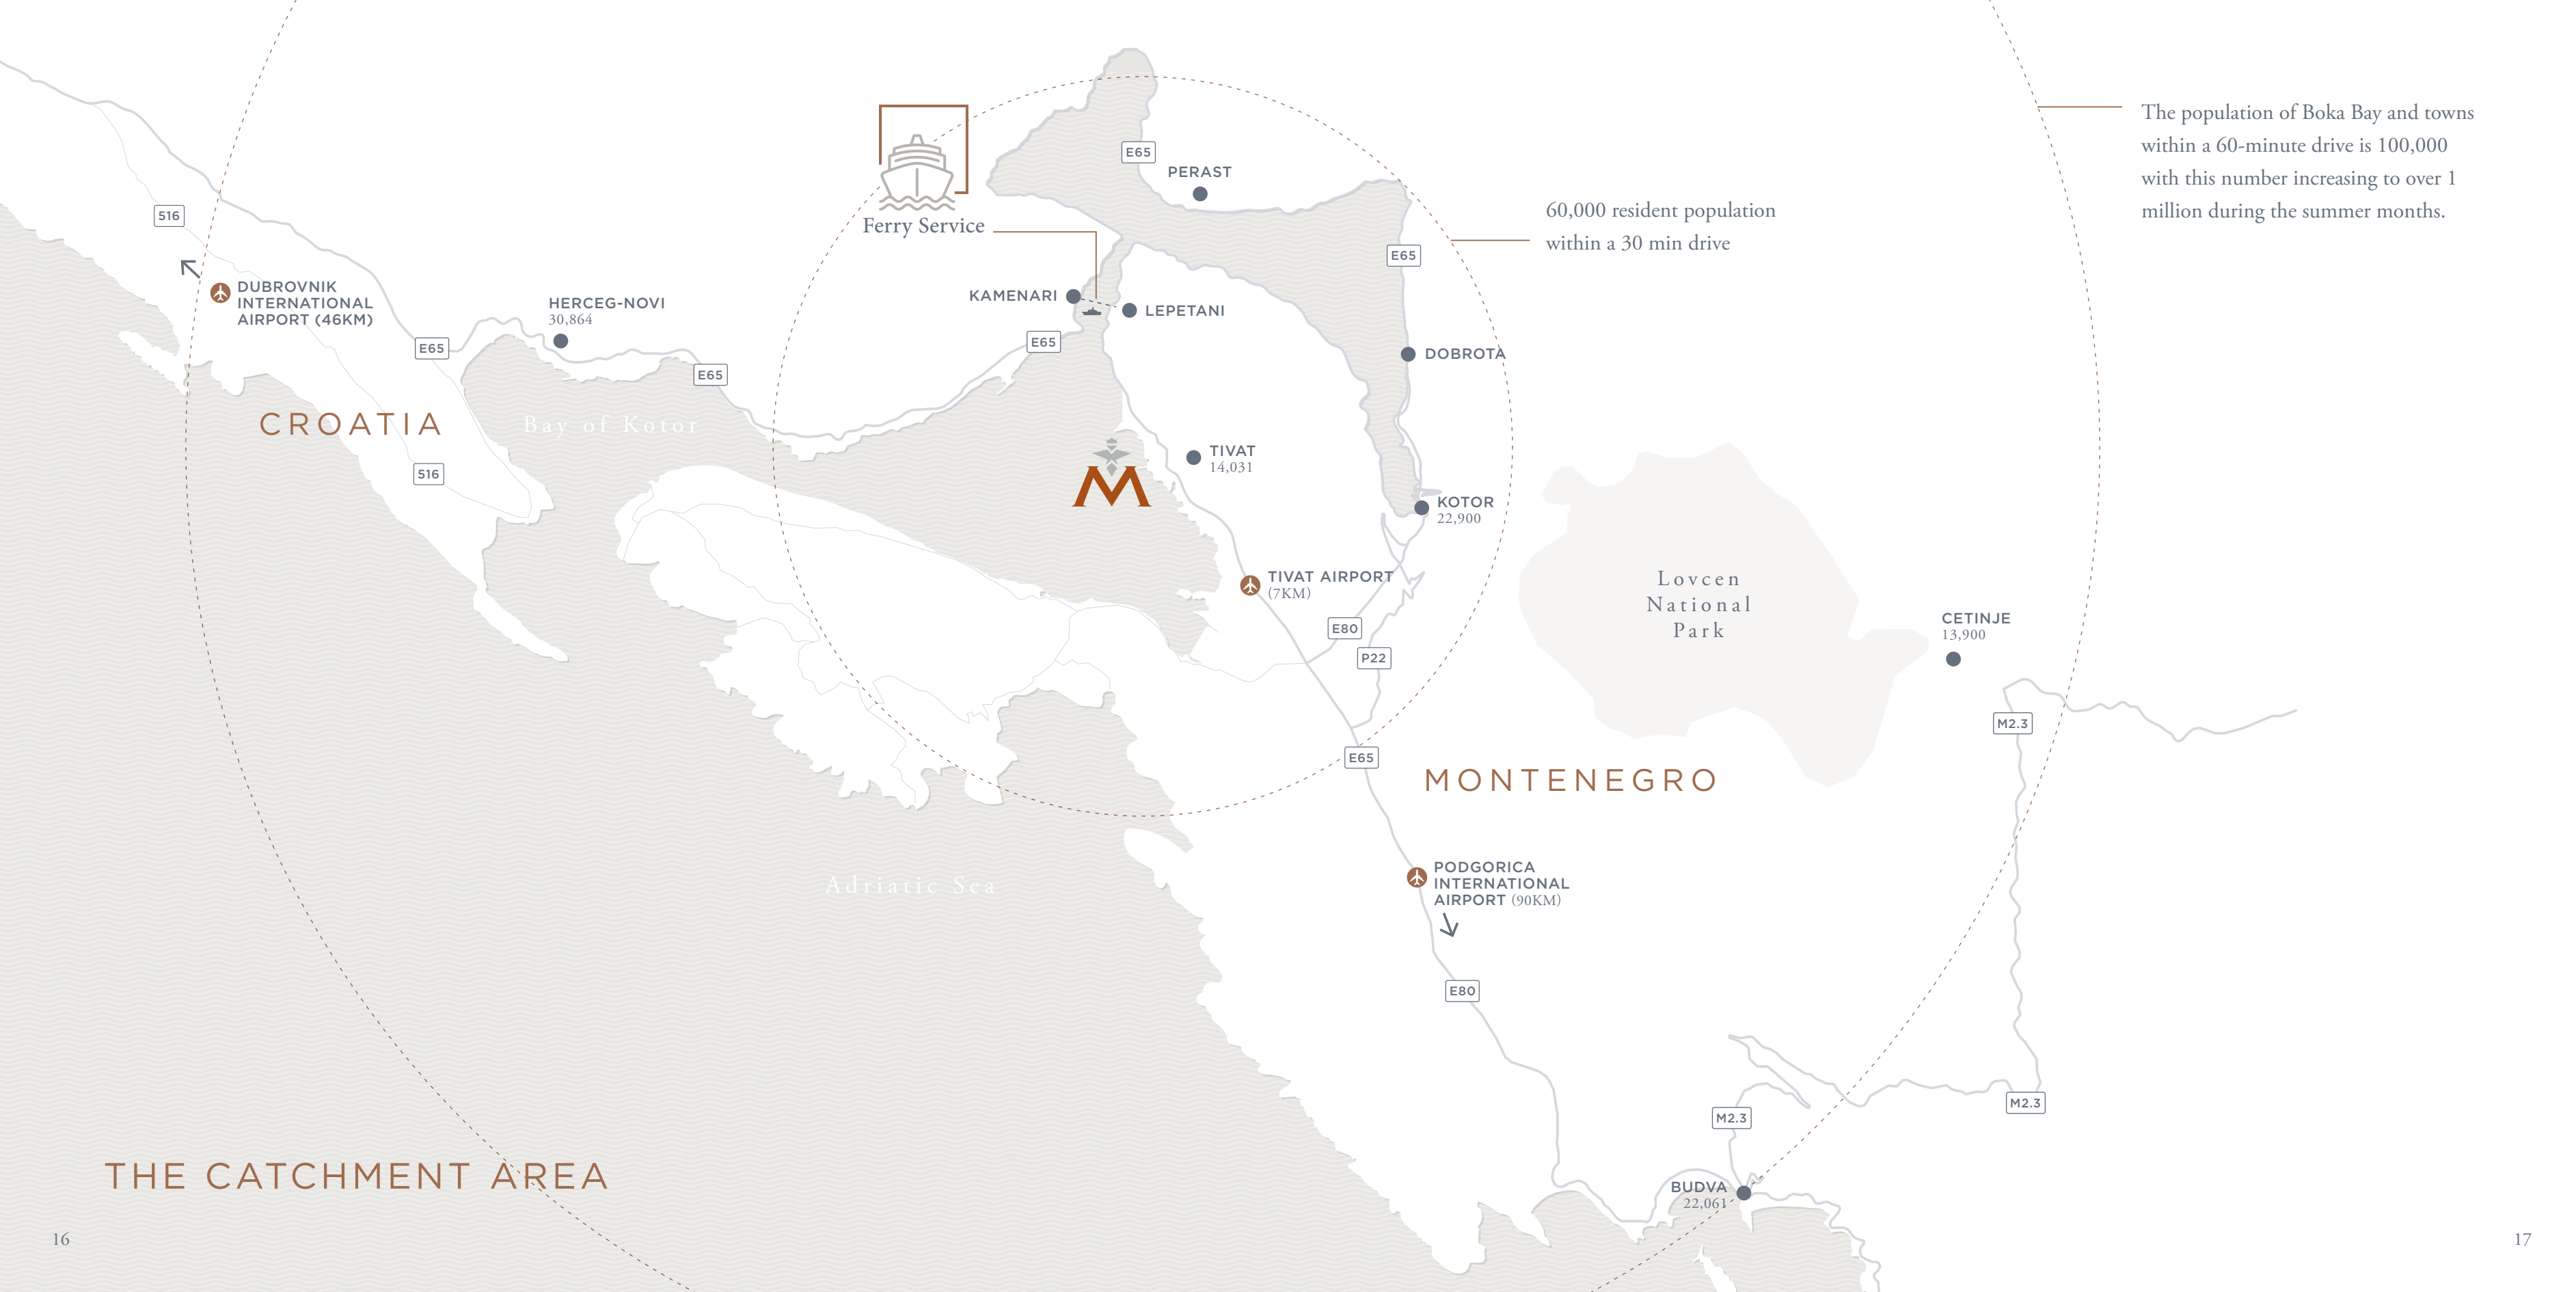 The population of Boka Bay and towns
within a 60-minute drive is 100,000
with this number increasing to over 1
million during the summer months.
E65
PERAST
516
60,000 resident population
within a 30 min drive
Ferry Service
E65
DUBROVNIK
INTERNATIONAL
AIRPORT (46KM)
HERCEG-NOVI
30,864
KAMENARI
LEPETANI
E65
E65
E65
DOBROTA
CROATIA
Bay of Kotor
516
M
TIVAT
14,031
KOTOR
22,900
TIVAT AIRPORT
(7KM)
Lovcen
National
Park
E80
P22
CETINJE
13,900
M2.3
E65
MONTENEGRO
PODGORICA
INTERNATIONAL
AIRPORT (90KM)
Adriatic Sea
E80
M2.3
M2.3
THE CATCHMENT AREA
BUDVA
22,061
16
17